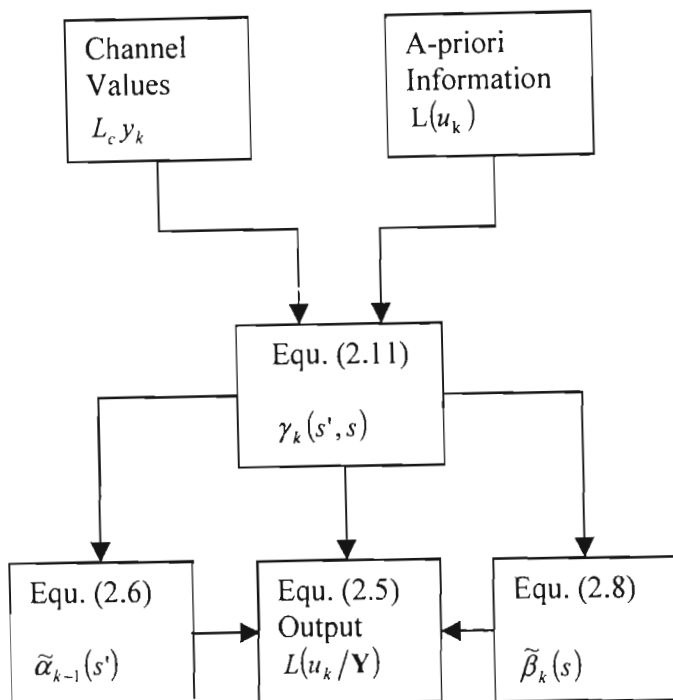 Channel
Values
L_c y_k
A-priori
Information
L(u_k)
Equ. (2.11)
γ_k(s', s)
Equ. (2.6)
α̃_{k-1}(s')
Equ. (2.5)
Output
L(u_k/Y)
Equ. (2.8)
β̃_k(s)